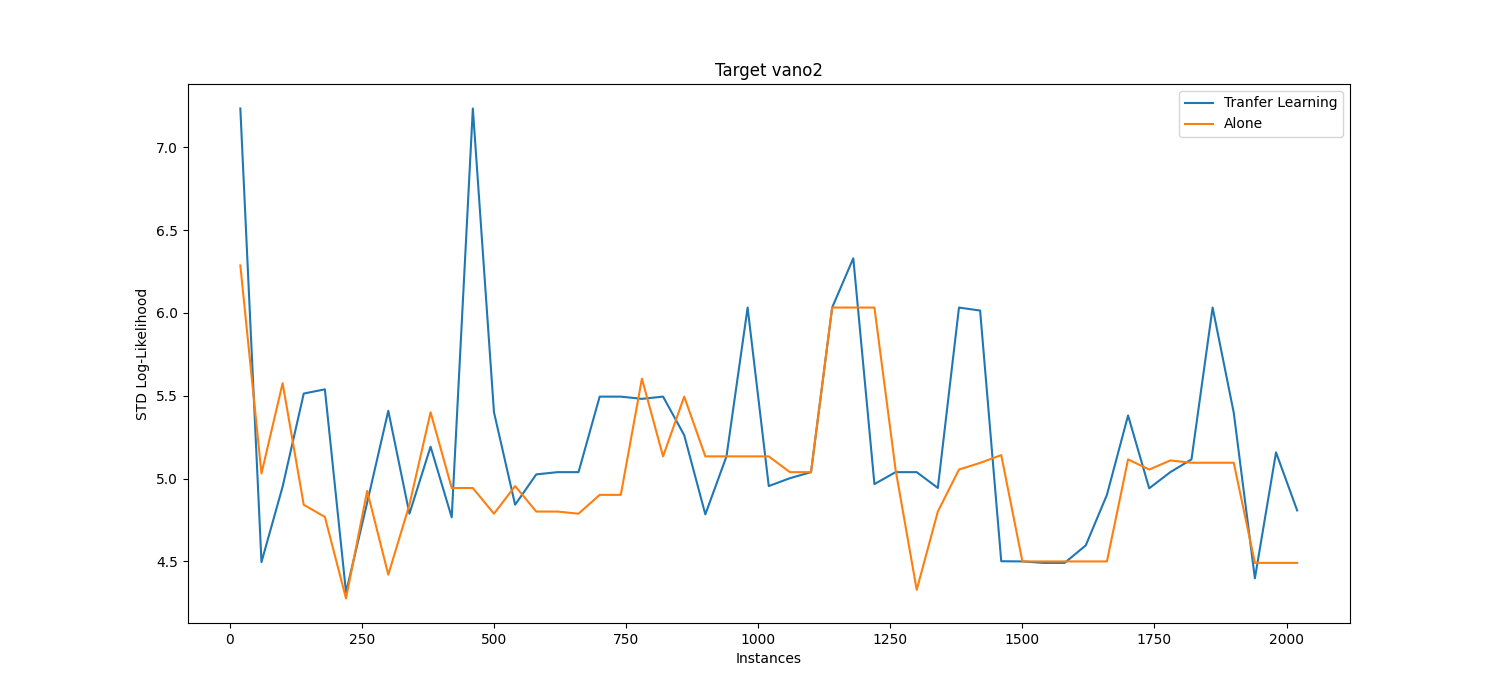 Target vano2
Tranfer Learning
Alone
STD Log-Likelihood
7.0
6.5
6.0
5.5
5.0
4.5
0 250 500 750 1000 1250 1500 1750 2000
Instances